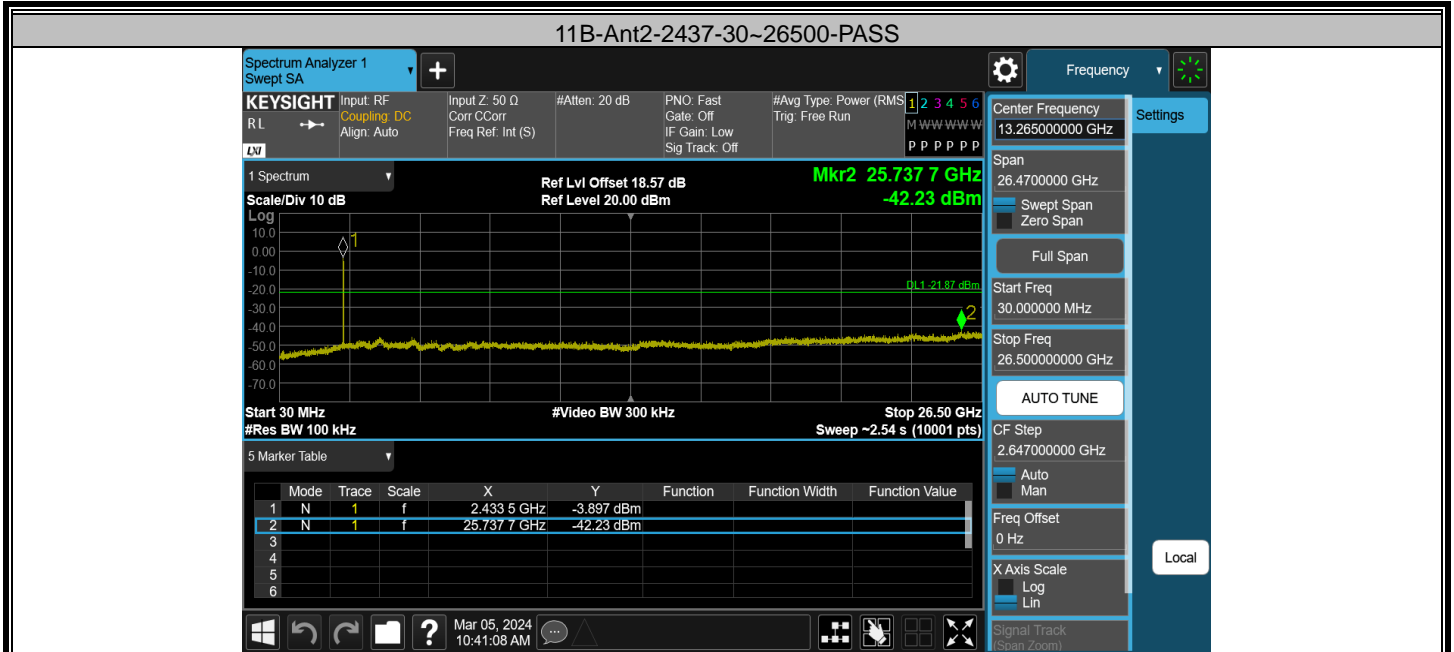 11B-Ant2-2437-30~26500-PASS
Spectrum Analyzer 1
Swept SA
Frequency
KEYSIGHT
RL
LXI
Input: RF
Coupling: DC
Align: Auto
Input Z: 50 Ω
Corr CCorr
Freq Ref: Int (S)
#Atten: 20 dB
PNO: Fast
Gate: Off
IF Gain: Low
Sig Track: Off
#Avg Type: Power (RMS
Trig: Free Run
1 2 3 4 5 6
M W W W W W
P P P P P P
1 Spectrum
Scale/Div 10 dB
Ref Lvl Offset 18.57 dB
Ref Level 20.00 dBm
Mkr2 25.737 7 GHz
-42.23 dBm
Log
10.0
0.00
-10.0
-20.0
-30.0
-40.0
-50.0
-60.0
-70.0
1
DL1 -21.87 dBm
2
Start 30 MHz
#Video BW 300 kHz
Stop 26.50 GHz
#Res BW 100 kHz
Sweep ~2.54 s (10001 pts)
5 Marker Table
Mode Trace Scale X Y Function Function Width Function Value
1 N 1 f 2.433 5 GHz -3.897 dBm
2 N 1 f 25.737 7 GHz -42.23 dBm
3
4
5
6
Mar 05, 2024
10:41:08 AM
Center Frequency
13.265000000 GHz
Settings
Span
26.4700000 GHz
Swept Span
Zero Span
Full Span
Start Freq
30.000000 MHz
Stop Freq
26.500000000 GHz
AUTO TUNE
CF Step
2.647000000 GHz
Auto
Man
Freq Offset
0 Hz
X Axis Scale
Log
Lin
Local
Signal Track
(Span Zoom)